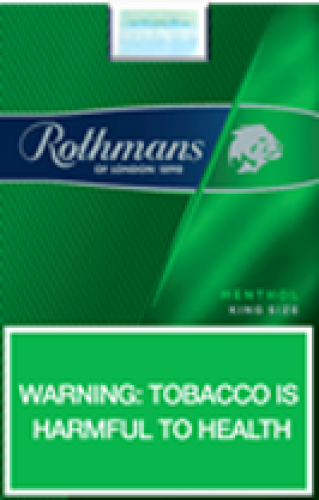 Rothmans
OF LONDON 1890
MENTHOL
KING SIZE
WARNING: TOBACCO IS
HARMFUL TO HEALTH